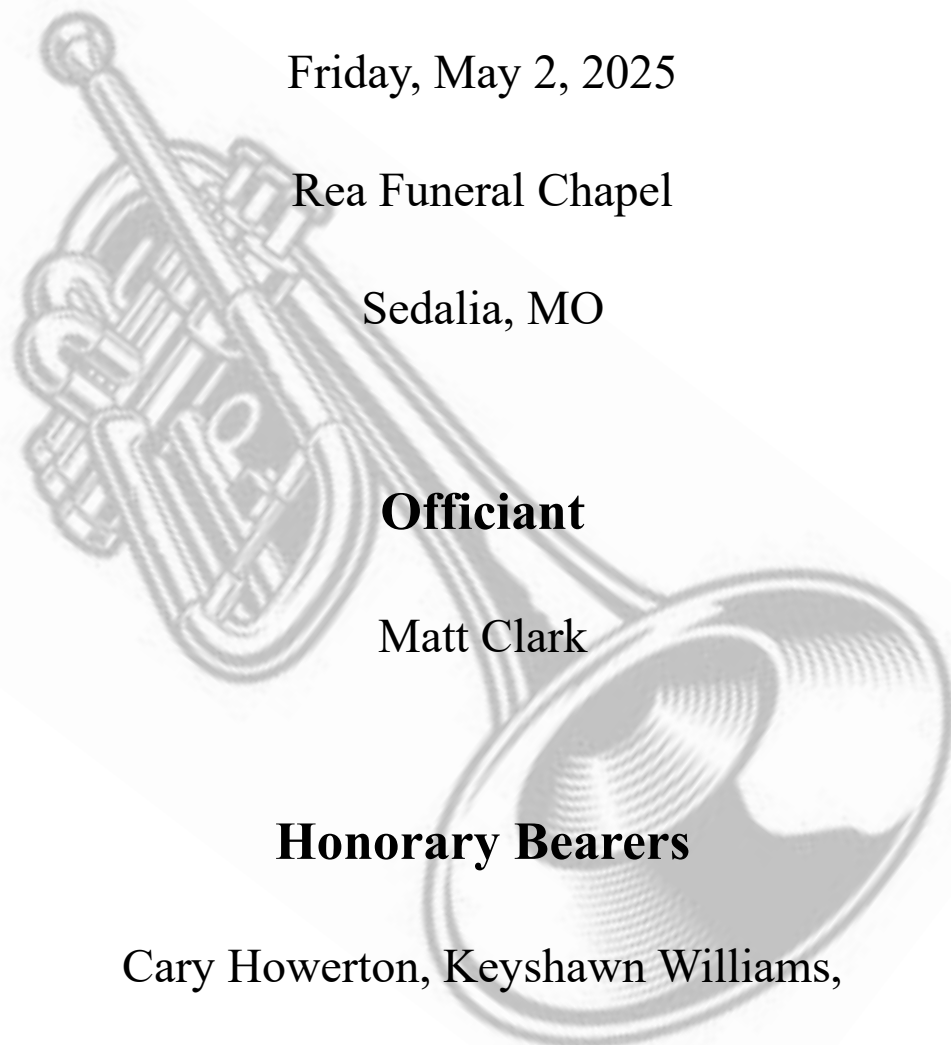 Friday, May 2, 2025
Rea Funeral Chapel
Sedalia, MO
Officiant
Matt Clark
Honorary Bearers
Cary Howerton, Keyshawn Williams,